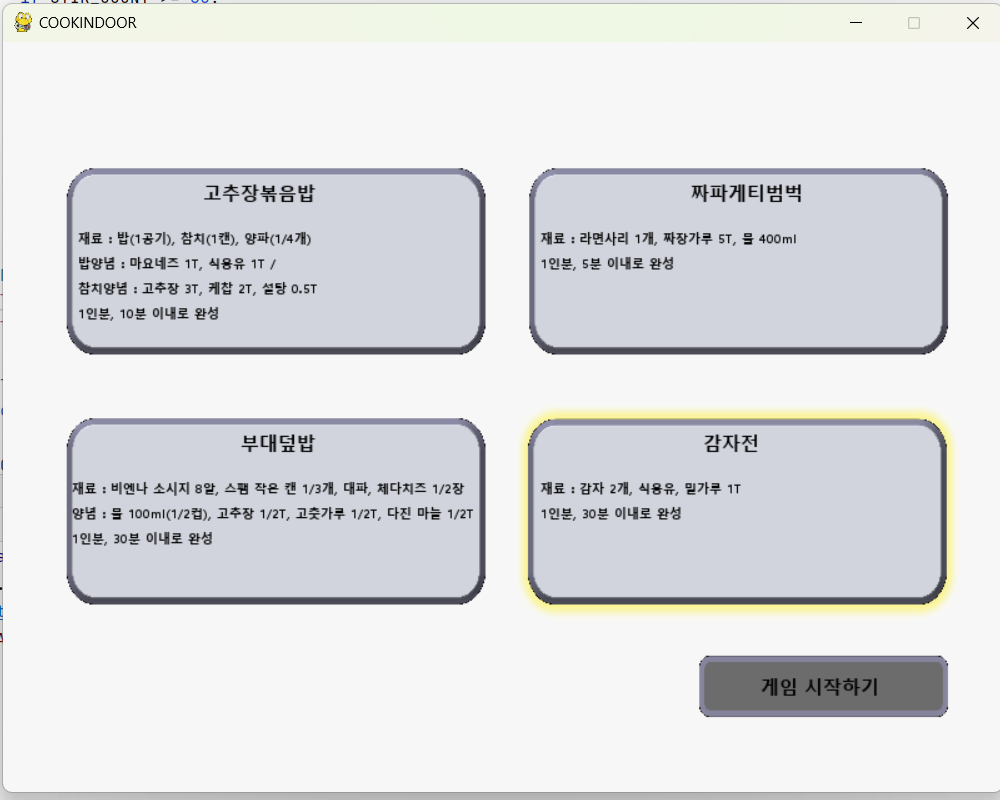 COOKINDOOR
고추장볶음밥
재료 : 밥(1공기), 참치(1캔), 양파(1/4개)
밥양념 : 마요네즈 1T, 식용유 1T /
참치양념 : 고추장 3T, 케찹 2T, 설탕 0.5T
1인분, 10분 이내로 완성
짜파게티범벅
재료 : 라면사리 1개, 짜장가루 5T, 물 400ml
1인분, 5분 이내로 완성
부대덮밥
재료 : 비엔나 소시지 8알, 스팸 작은 캔 1/3개, 대파, 체다치즈 1/2장
양념 : 물 100ml(1/2컵), 고추장 1/2T, 고춧가루 1/2T, 다진 마늘 1/2T
1인분, 30분 이내로 완성
감자전
재료 : 감자 2개, 식용유, 밀가루 1T
1인분, 30분 이내로 완성
게임 시작하기